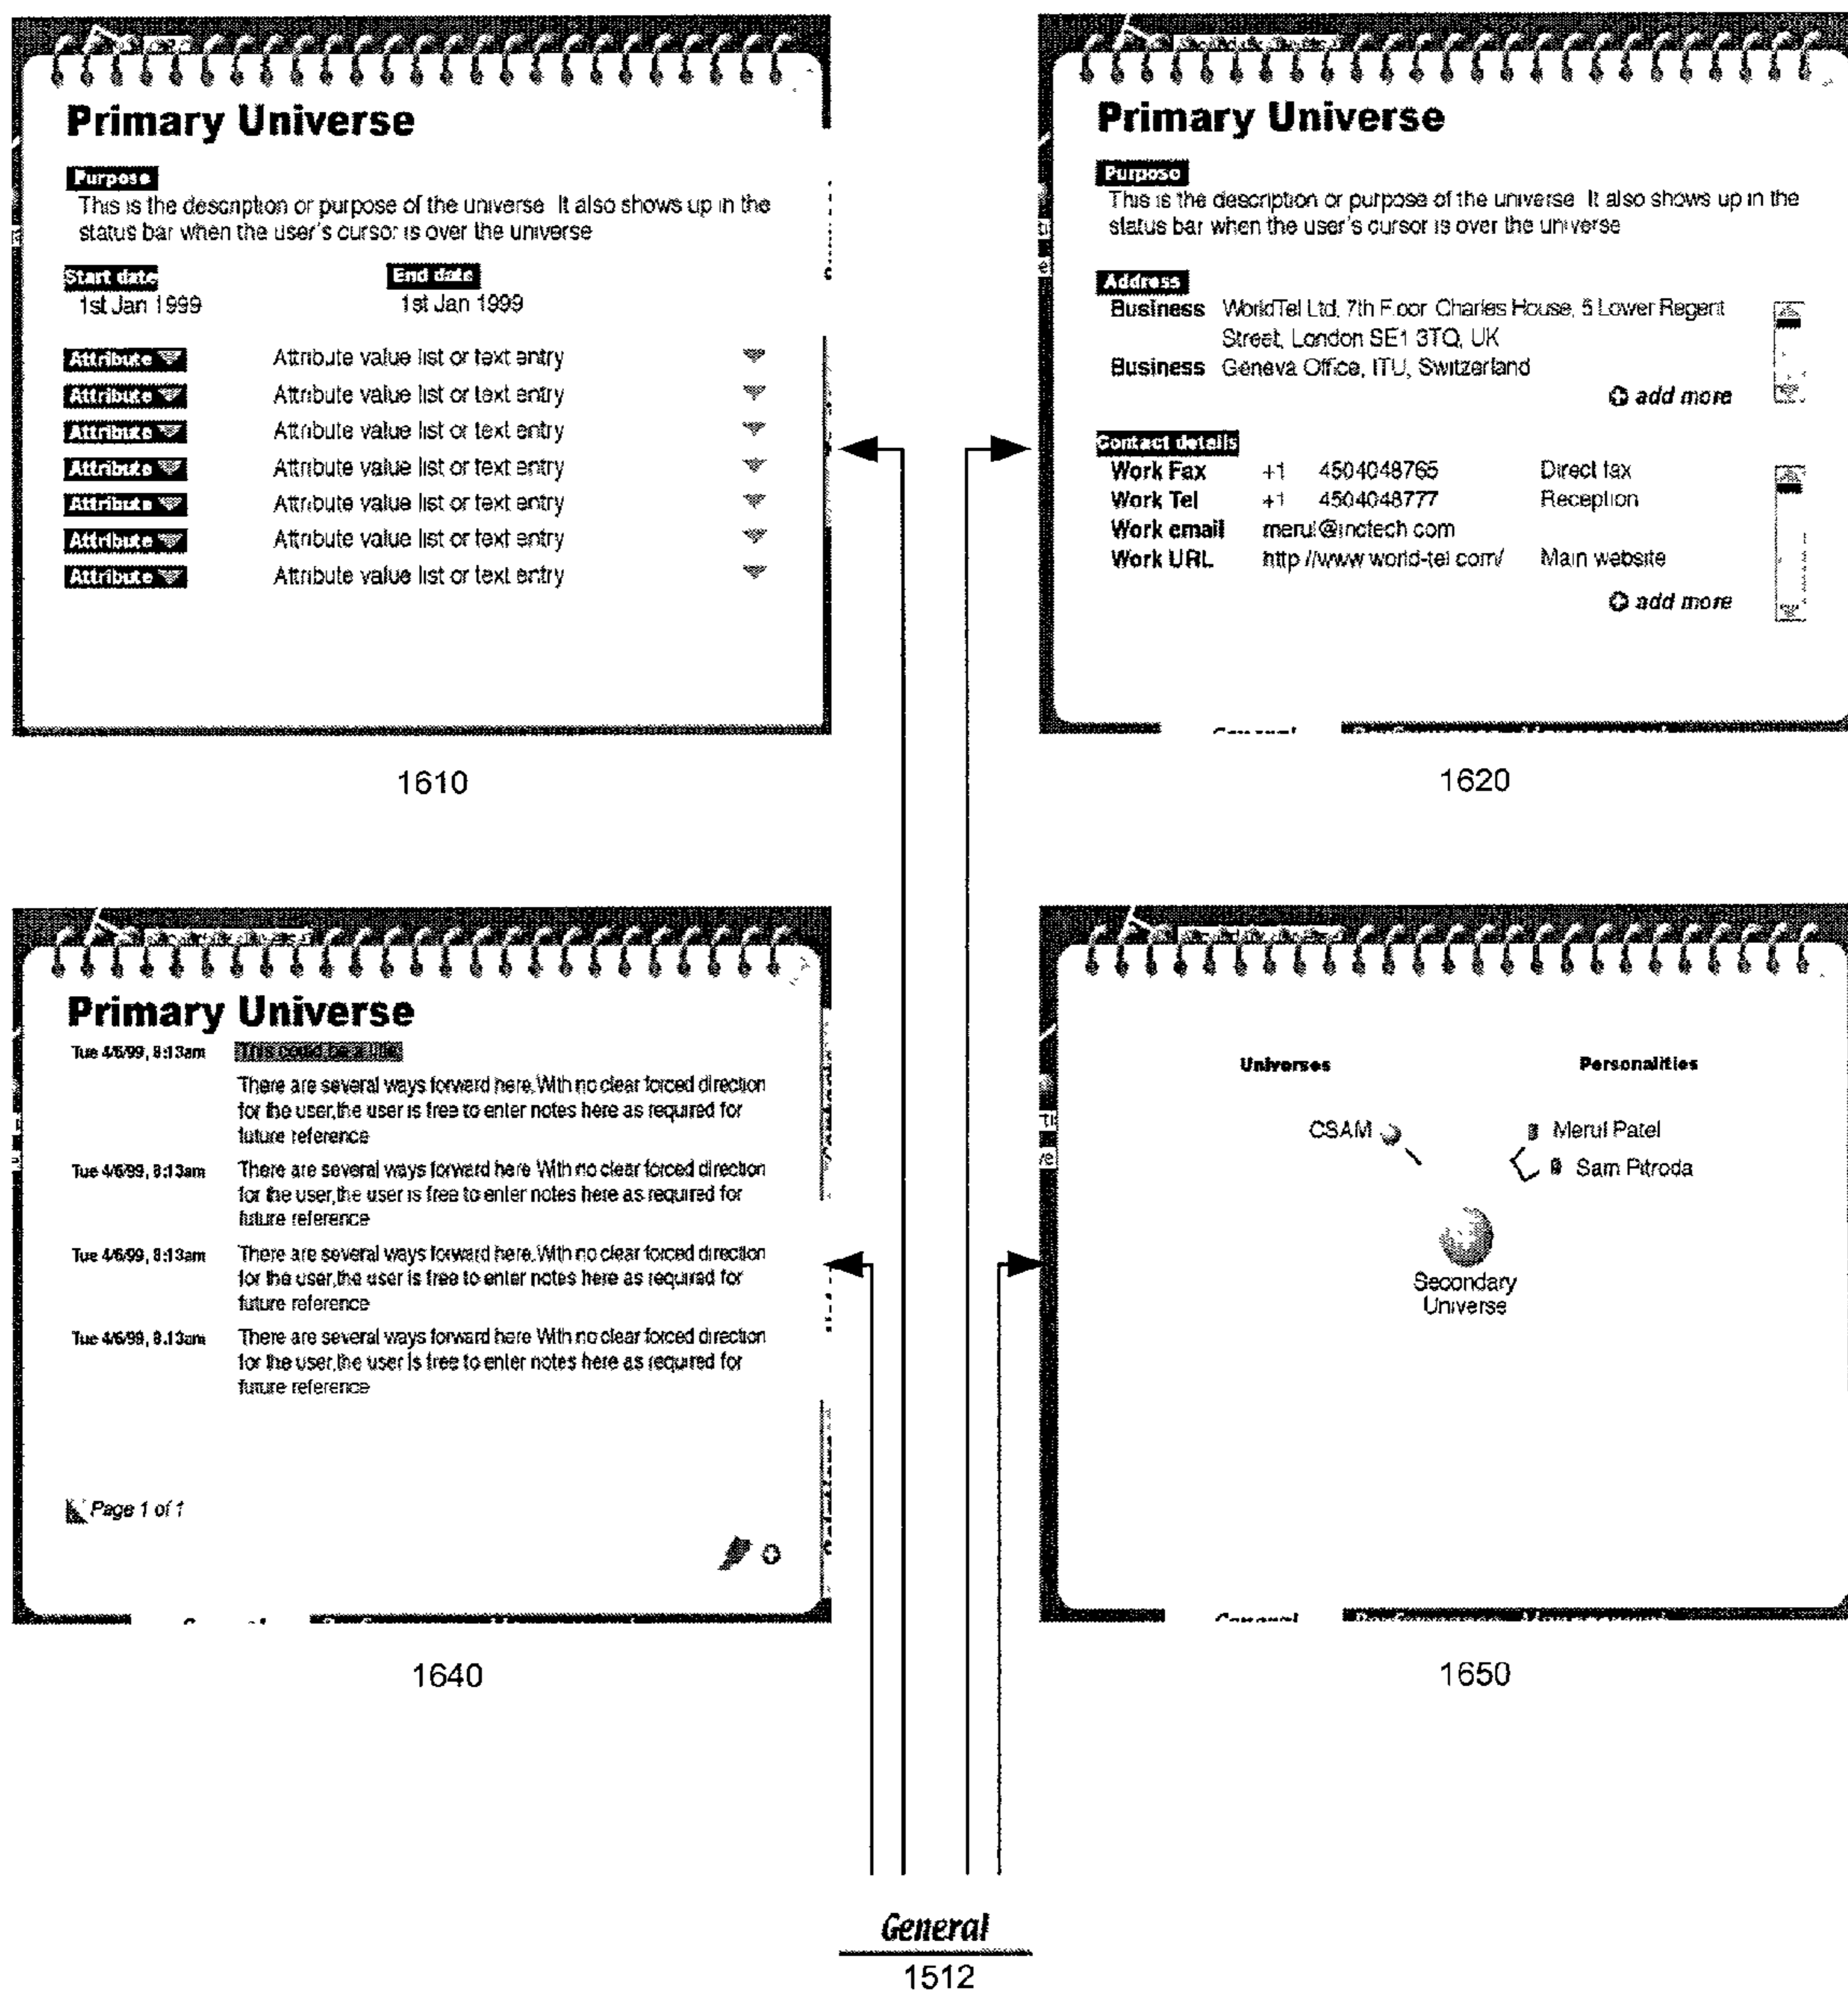 Primary Universe
Purpose
This is the description or purpose of the universe It also shows up in the
status bar when the user's cursor is over the universe
Start date End date
1st Jan 1999 1st Jan 1999
Attribute Attribute value list or text entry
Attribute Attribute value list or text entry
Attribute Attribute value list or text entry
Attribute Attribute value list or text entry
Attribute Attribute value list or text entry
Attribute Attribute value list or text entry
Attribute Attribute value list or text entry
1610
Primary Universe
Purpose
This is the description or purpose of the universe It also shows up in the
status bar when the user's cursor is over the universe
Address
Business WorldTel Ltd, 7th Floor Charles House, 5 Lower Regent
Street, London SE1 3TQ, UK
Business Geneva Office, ITU, Switzerland
add more
Contact details
Work Fax +1 4504048765 Direct fax
Work Tel +1 4504048777 Reception
Work email merul@inotech com
Work URL http //www world-tel com/ Main website
add more
General
1620
Primary Universe
Tue 4/6/99, 8:13am This could be a title
There are several ways forward here. With no clear forced direction
for the user, the user is free to enter notes here as required for
future reference
Tue 4/6/99, 8:13am There are several ways forward here With no clear forced direction
for the user, the user is free to enter notes here as required for
future reference
Tue 4/6/99, 8:13am There are several ways forward here. With no clear forced direction
for the user, the user is free to enter notes here as required for
future reference
Tue 4/6/99, 8.13am There are several ways forward here With no clear forced direction
for the user, the user is free to enter notes here as required for
future reference
Page 1 of 1
1640
Universes Personalities
CSAM Merul Patel
Sam Pitroda
Secondary
Universe
General
1650
General
1512